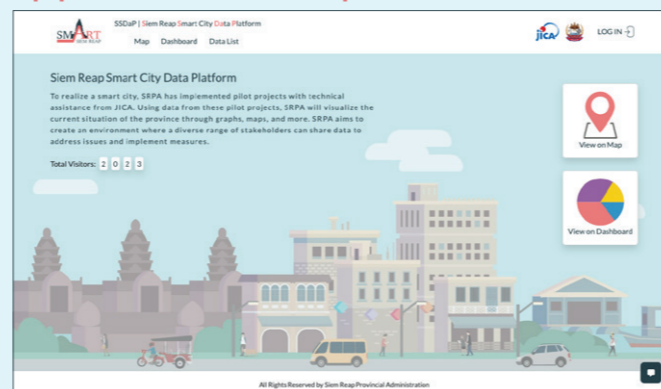 SSDaP | Siem Reap Smart City Data Platform
SMART
SIEM REAP
Map Dashboard Data List
JICA
LOG IN
Siem Reap Smart City Data Platform
To realize a smart city, SRPA has implemented pilot projects with technical
assistance from JICA. Using data from these pilot projects, SRPA will visualize the
current situation of the province through graphs, maps, and more. SRPA aims to
create an environment where a diverse range of stakeholders can share data to
address issues and implement measures.
Total Visitors: 2 0 2 3
View on Map
View on Dashboard
All Rights Reserved by Siem Reap Provincial Administration